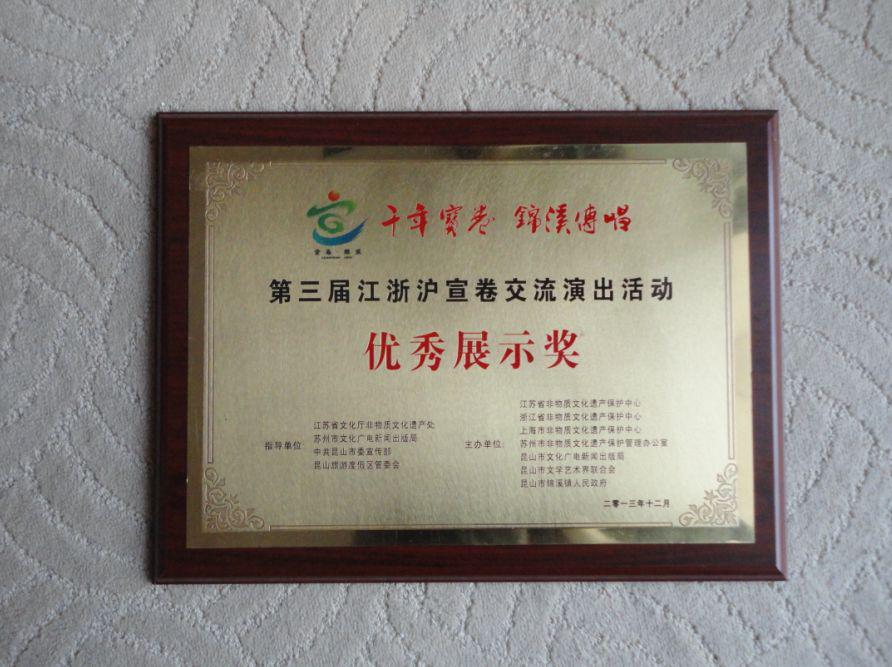 千年寶卷 錦溪傳唱
宣卷·錦溪
第三届江浙沪宣卷交流演出活动
优秀展示奖
指导单位:
江苏省文化厅非物质文化遗产处
苏州市文化广电新闻出版局
中共昆山市委宣传部
昆山旅游度假区管委会
主办单位:
江苏省非物质文化遗产保护中心
浙江省非物质文化遗产保护中心
上海市非物质文化遗产保护中心
苏州市非物质文化遗产保护管理办公室
昆山市文化广电新闻出版局
昆山市文学艺术界联合会
昆山市锦溪镇人民政府
二零一三年十二月